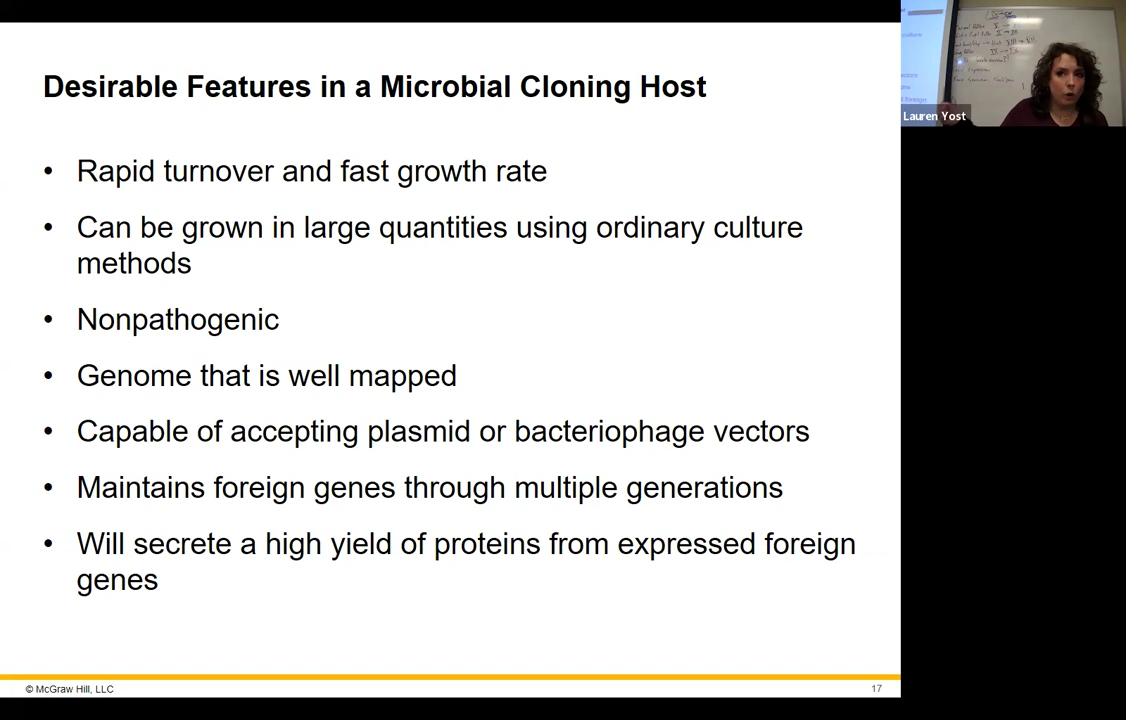 Desirable Features in a Microbial Cloning Host
• Rapid turnover and fast growth rate
• Can be grown in large quantities using ordinary culture
methods
• Nonpathogenic
• Genome that is well mapped
• Capable of accepting plasmid or bacteriophage vectors
• Maintains foreign genes through multiple generations
• Will secrete a high yield of proteins from expressed foreign
genes
© McGraw Hill, LLC
17
Lauren Yost